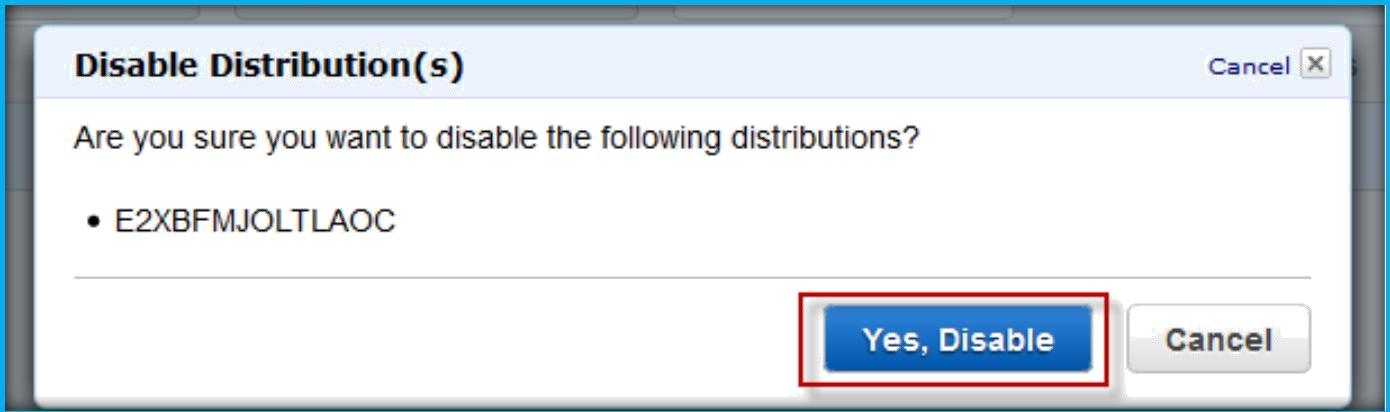 Disable Distribution(s)
Cancel
Are you sure you want to disable the following distributions?
• E2XBFMJOLTLAOC
Yes, Disable
Cancel